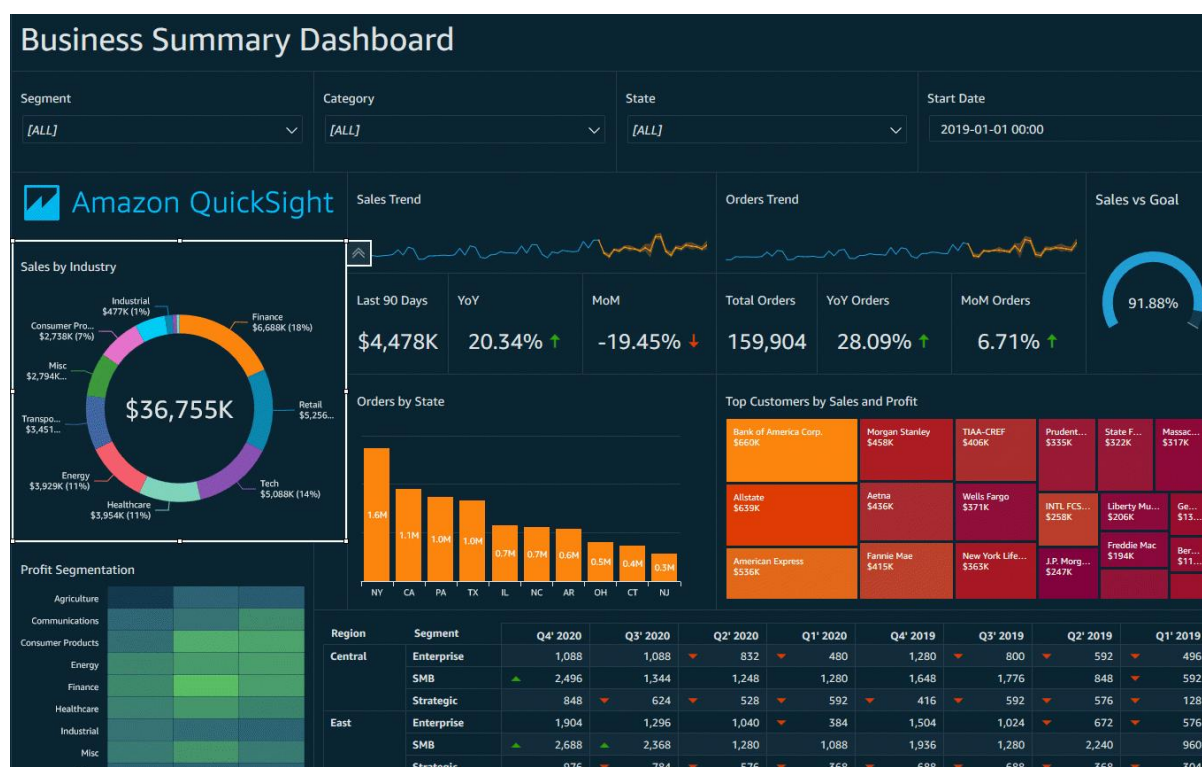 Business Summary Dashboard
Segment
[ALL]
Category
[ALL]
State
[ALL]
Start Date
2019-01-01 00:00
Amazon QuickSight
Sales by Industry
Industrial
$477K (1%)
Finance
$6,688K (18%)
Consumer Pro...
$2,738K (7%)
Misc
$2,794K...
Retail
$5,256...
Transpo...
$3,451...
$36,755K
Energy
$3,929K (11%)
Tech
$5,088K (14%)
Healthcare
$3,954K (11%)
Sales Trend
Last 90 Days
$4,478K
YoY
20.34%
MoM
-19.45%
Orders Trend
Total Orders
159,904
YoY Orders
28.09%
MoM Orders
6.71%
Sales vs Goal
91.88%
Orders by State
1.6M 1.1M 1.0M 1.0M 0.7M 0.7M 0.6M 0.5M 0.4M 0.3M
NY CA PA TX IL NC AR OH CT NJ
Top Customers by Sales and Profit
Bank of America Corp.
$660K
Allstate
$639K
American Express
$536K
Morgan Stanley
$458K
Aetna
$436K
Fannie Mae
$415K
TIAA-CREF
$406K
Wells Fargo
$371K
New York Life...
$363K
Prudent...
$335K
INTL FCS...
$258K
J.P. Morg...
$247K
State F...
$322K
Massac...
$317K
Liberty Mu...
$206K
Freddie Mac
$194K
Ge...
$13...
Ber...
$11...
Profit Segmentation
Agriculture
Communications
Consumer Products
Energy
Finance
Healthcare
Industrial
Misc
Region Segment Q4' 2020 Q3' 2020 Q2' 2020 Q1' 2020 Q4' 2019 Q3' 2019 Q2' 2019 Q1' 2019
Central Enterprise 1,088 1,088 832 480 1,280 800 592 496
SMB 2,496 1,344 1,248 1,280 1,648 1,776 848 592
Strategic 848 624 528 592 416 592 576 128
East Enterprise 1,904 1,296 1,040 384 1,504 1,024 672 576
SMB 2,688 2,368 1,280 1,088 1,936 1,280 2,240 960
Strategic 976 784 576 368 688 688 368 304